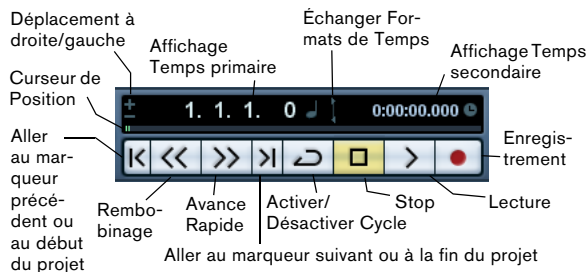 Déplacement à
droite/gauche
Affichage
Temps primaire
Échanger For-
mats de Temps
Affichage Temps
secondaire
Curseur de
Position
1. 1. 1. 0
0:00:00.000
Aller
au mar-
queur
précé-
dent ou
au début
du projet
Rembo-
binage
Avance
Rapide
Activer/
Désactiver Cycle
Stop
Lecture
Enregis-
trement
Aller au marqueur suivant ou à la fin du projet